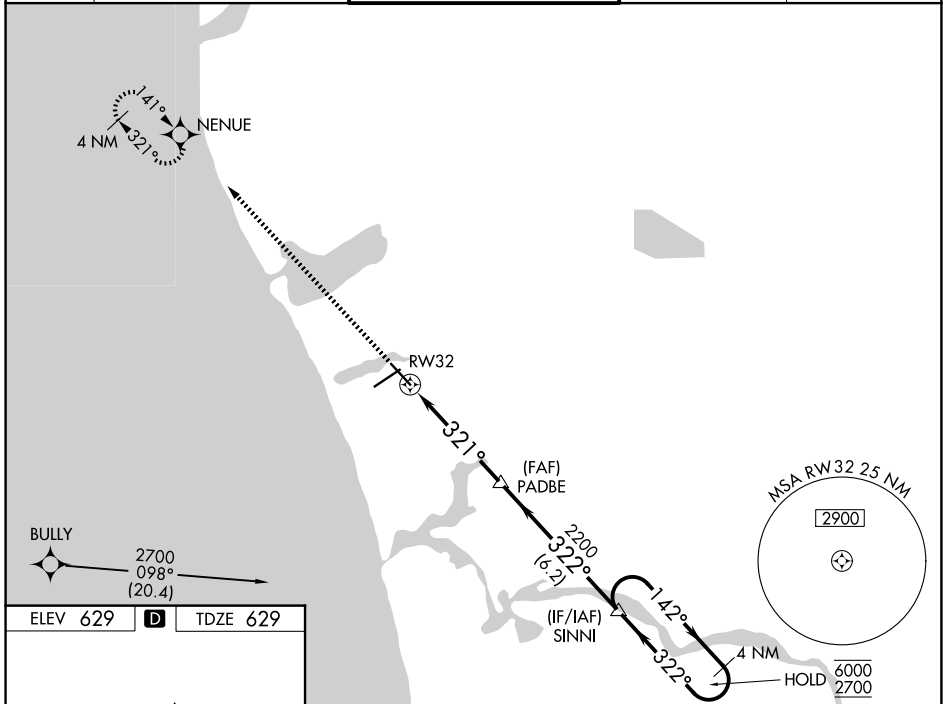 141°
NENUE
4 NM
321°
RW32
321°
(FAF)
PADBE
MSA RW32 25 NM
2900
BULLY
2700
098°
(20.4)
2200
322°
(6.2)
142°
(IF/IAF)
SINNI
ELEV 629 D TDZE 629
4 NM
322°
HOLD
6000
2700